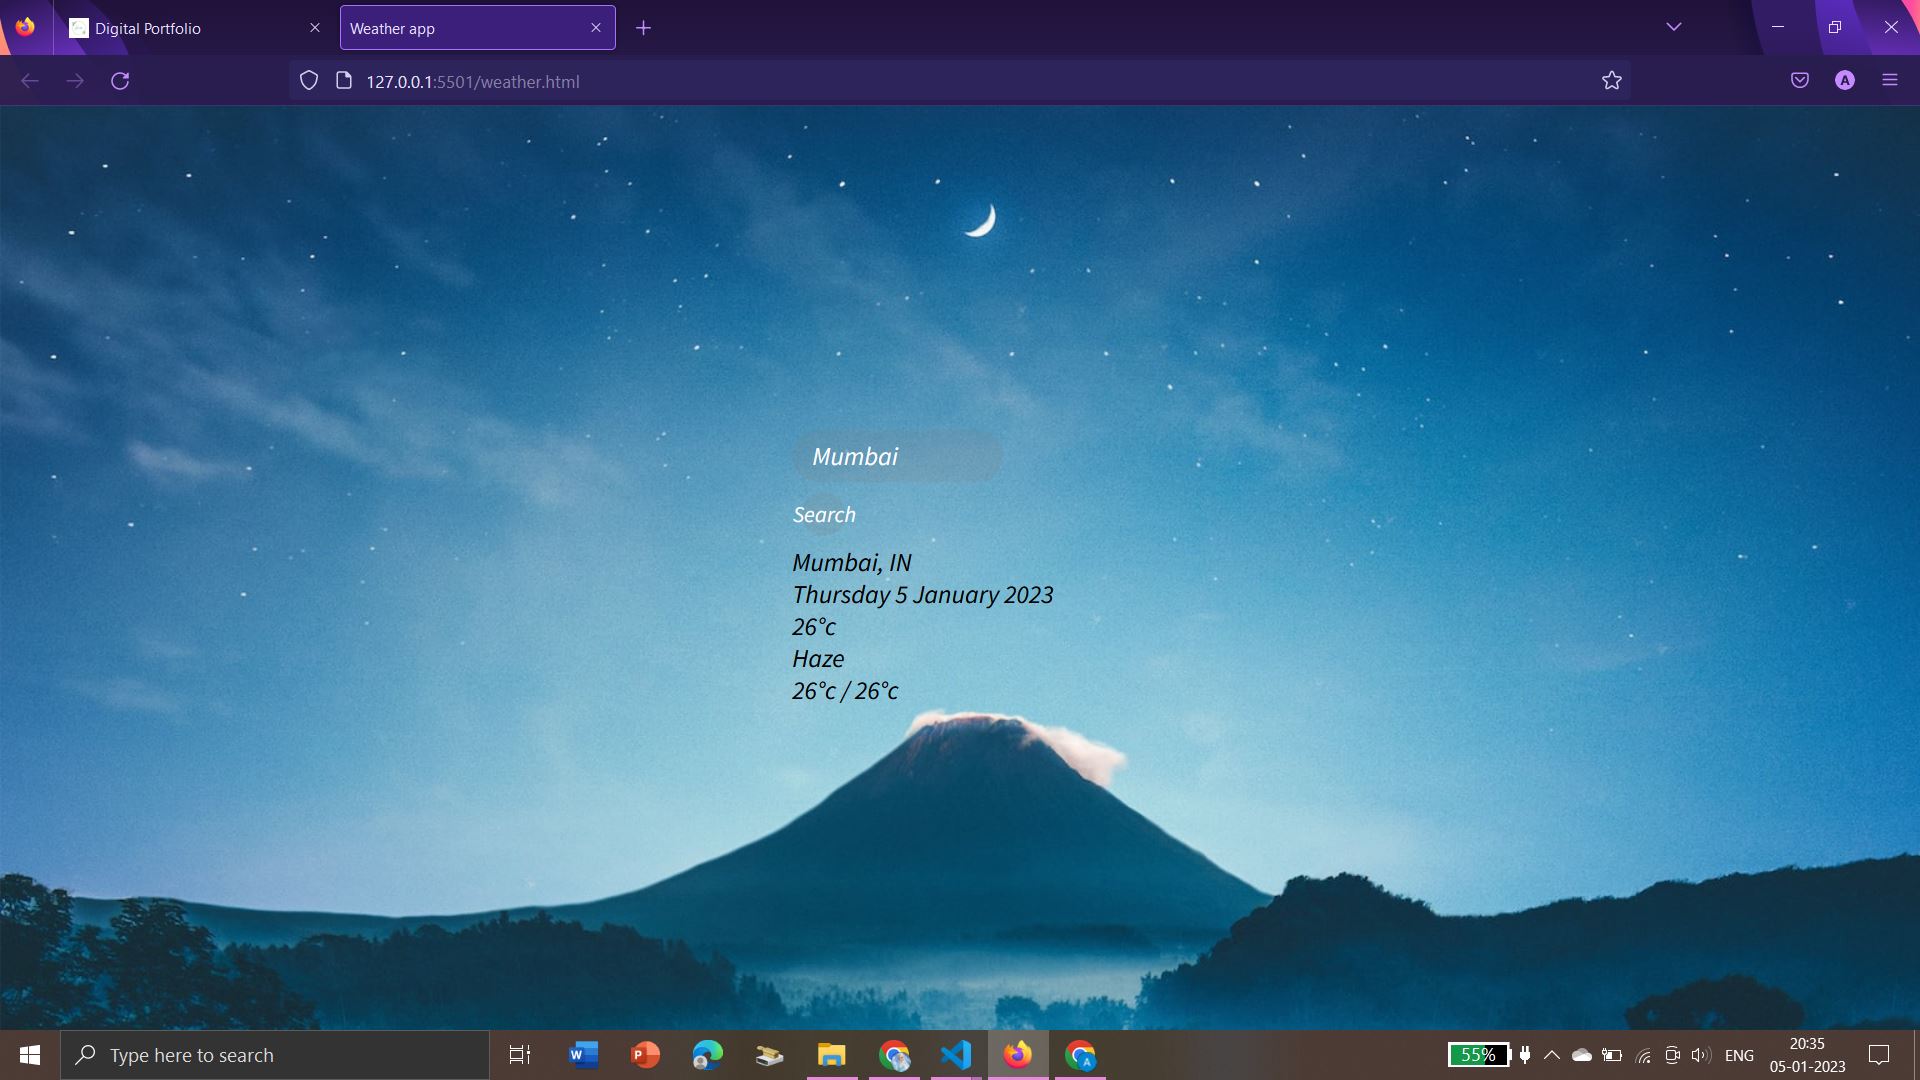 Digital Portfolio
Weather app
127.0.0.1:5501/weather.html
A
Mumbai
Search
Mumbai, IN
Thursday 5 January 2023
26°c
Haze
26°c / 26°c
Type here to search
W
P
A
55%
ENG
20:35
05-01-2023